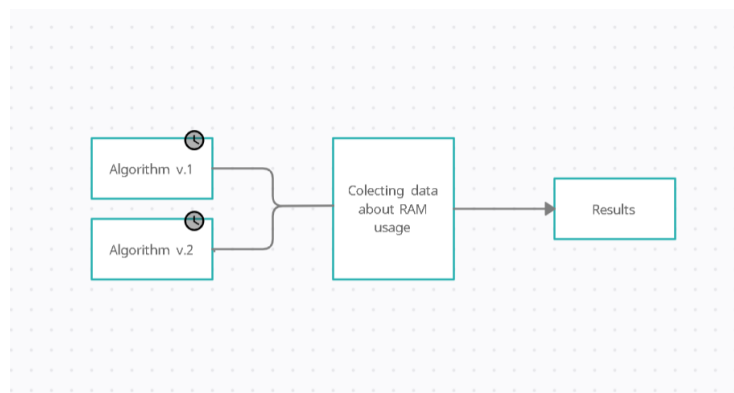 Algorithm v.1
Algorithm v.2
Colecting data
about RAM
usage
Results